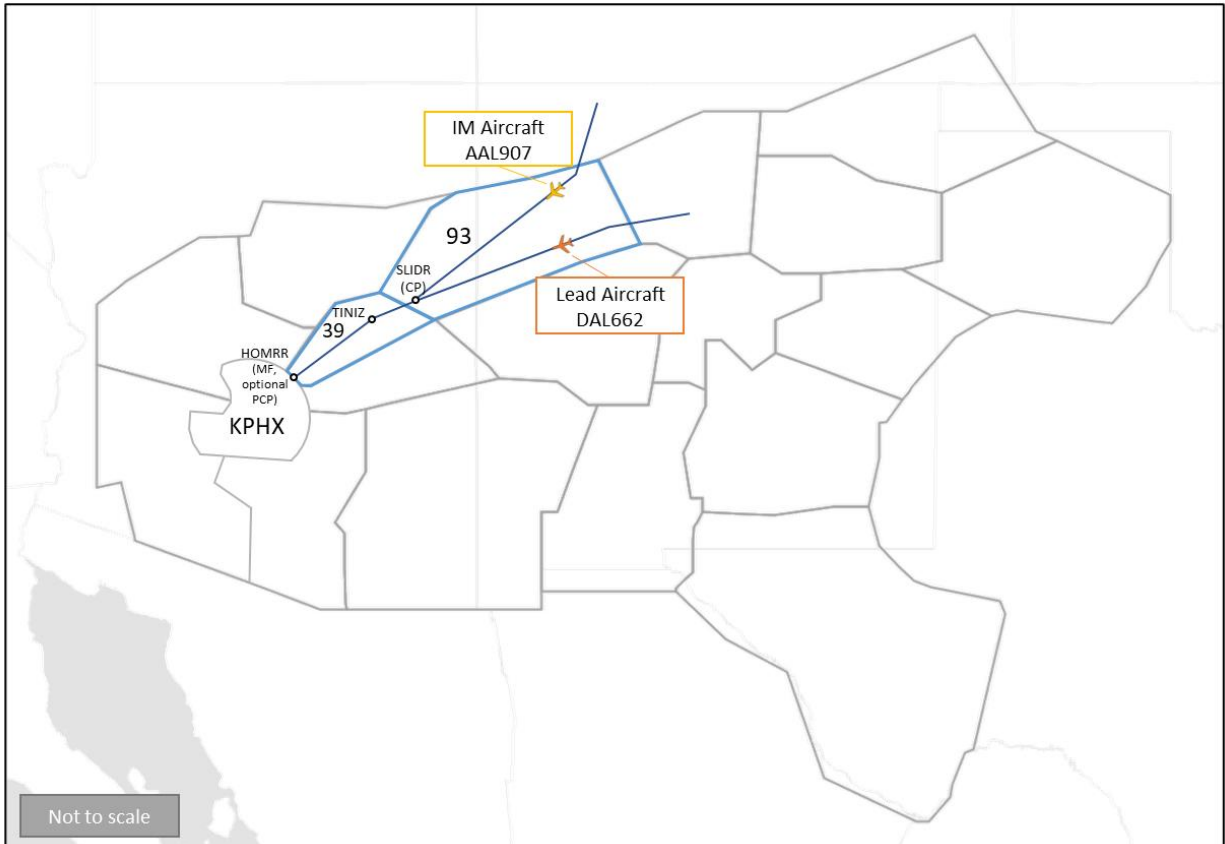 IM Aircraft
AAL907
93
SLIDR
(CP)
Lead Aircraft
DAL662
TINIZ
39
HOMRR
(MF,
optional
PCP)
KPHX
Not to scale